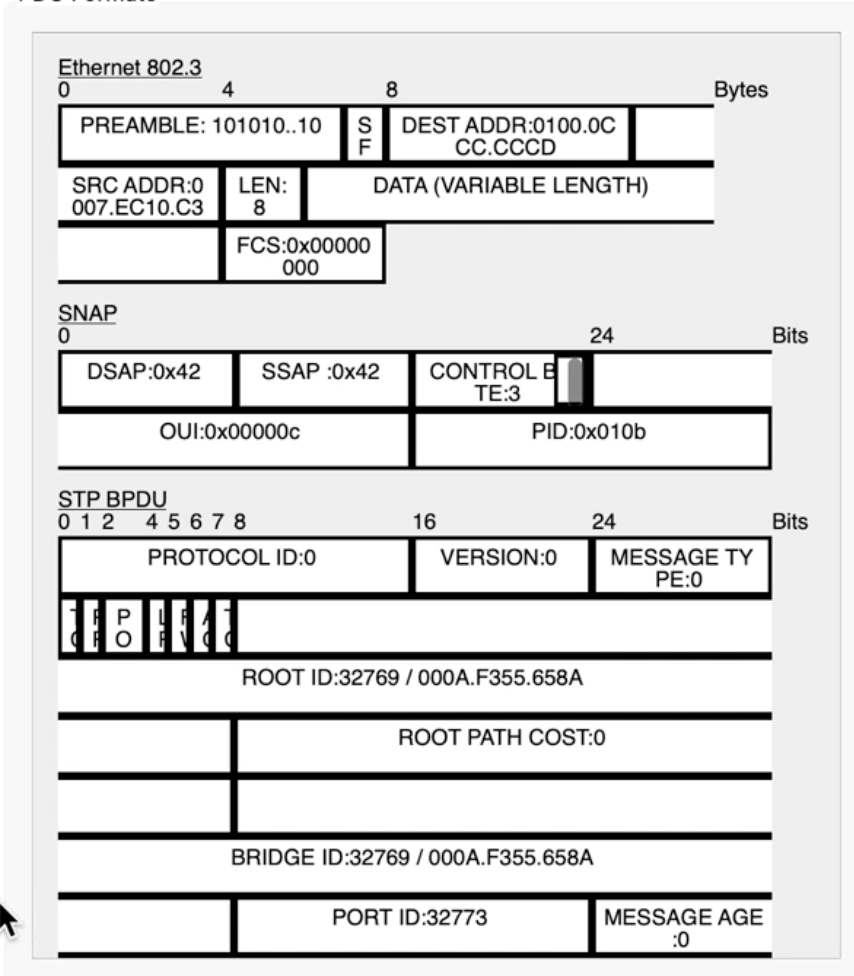 Ethernet 802.3
0 4 8 Bytes
PREAMBLE: 101010..10
S
F
DEST ADDR:0100.0C
CC.CCCD
SRC ADDR:0
007.EC10.C3
LEN:
8
DATA (VARIABLE LENGTH)
FCS:0x00000
000
SNAP
0 24 Bits
DSAP:0x42
SSAP :0x42
CONTROL B
TE:3
OUI:0x00000c
PID:0x010b
STP BPDU
0 1 2 4 5 6 7 8 16 24 Bits
PROTOCOL ID:0
VERSION:0
MESSAGE TY
PE:0
P
O
ROOT ID:32769 / 000A.F355.658A
ROOT PATH COST:0
BRIDGE ID:32769 / 000A.F355.658A
PORT ID:32773
MESSAGE AGE
:0